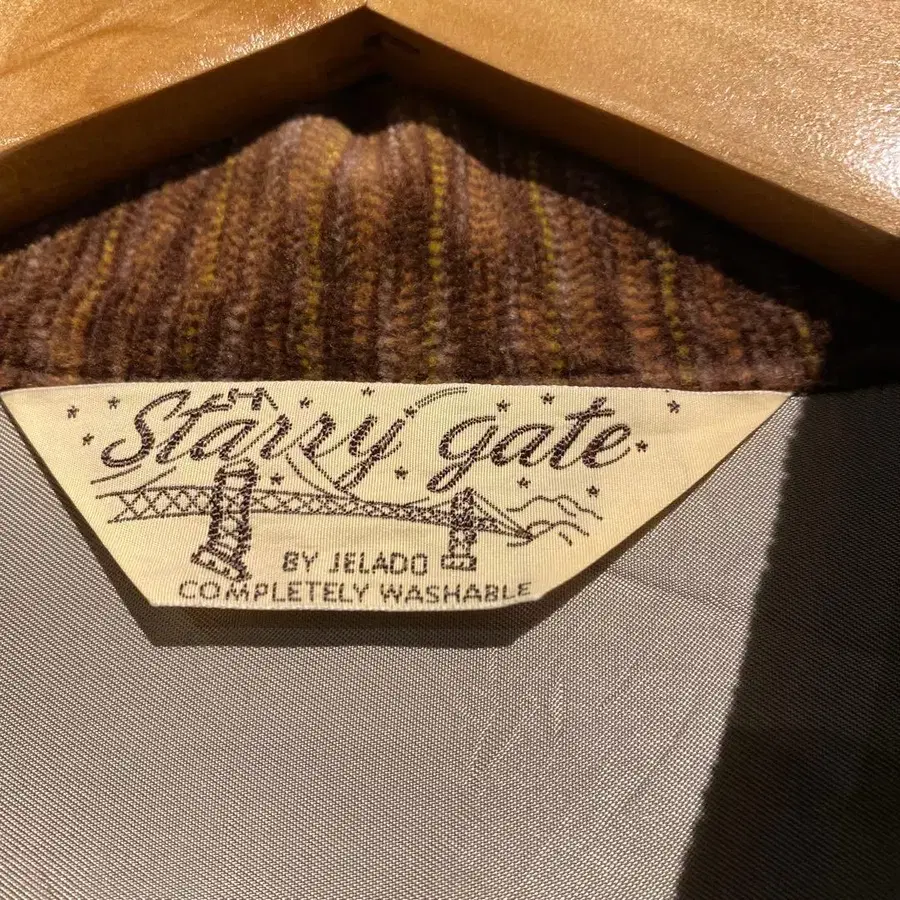 Starry gate
BY JELADO
COMPLETELY WASHABLE